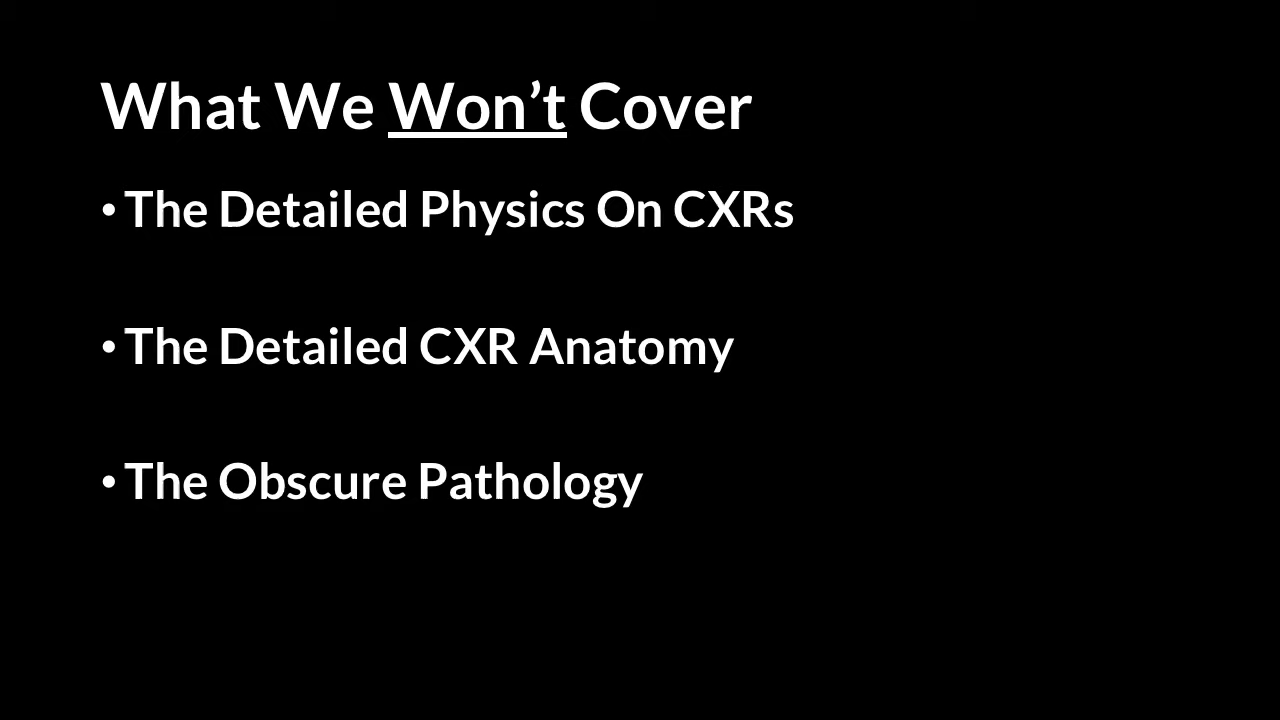 What We Won’t Cover
• The Detailed Physics On CXRs
• The Detailed CXR Anatomy
• The Obscure Pathology